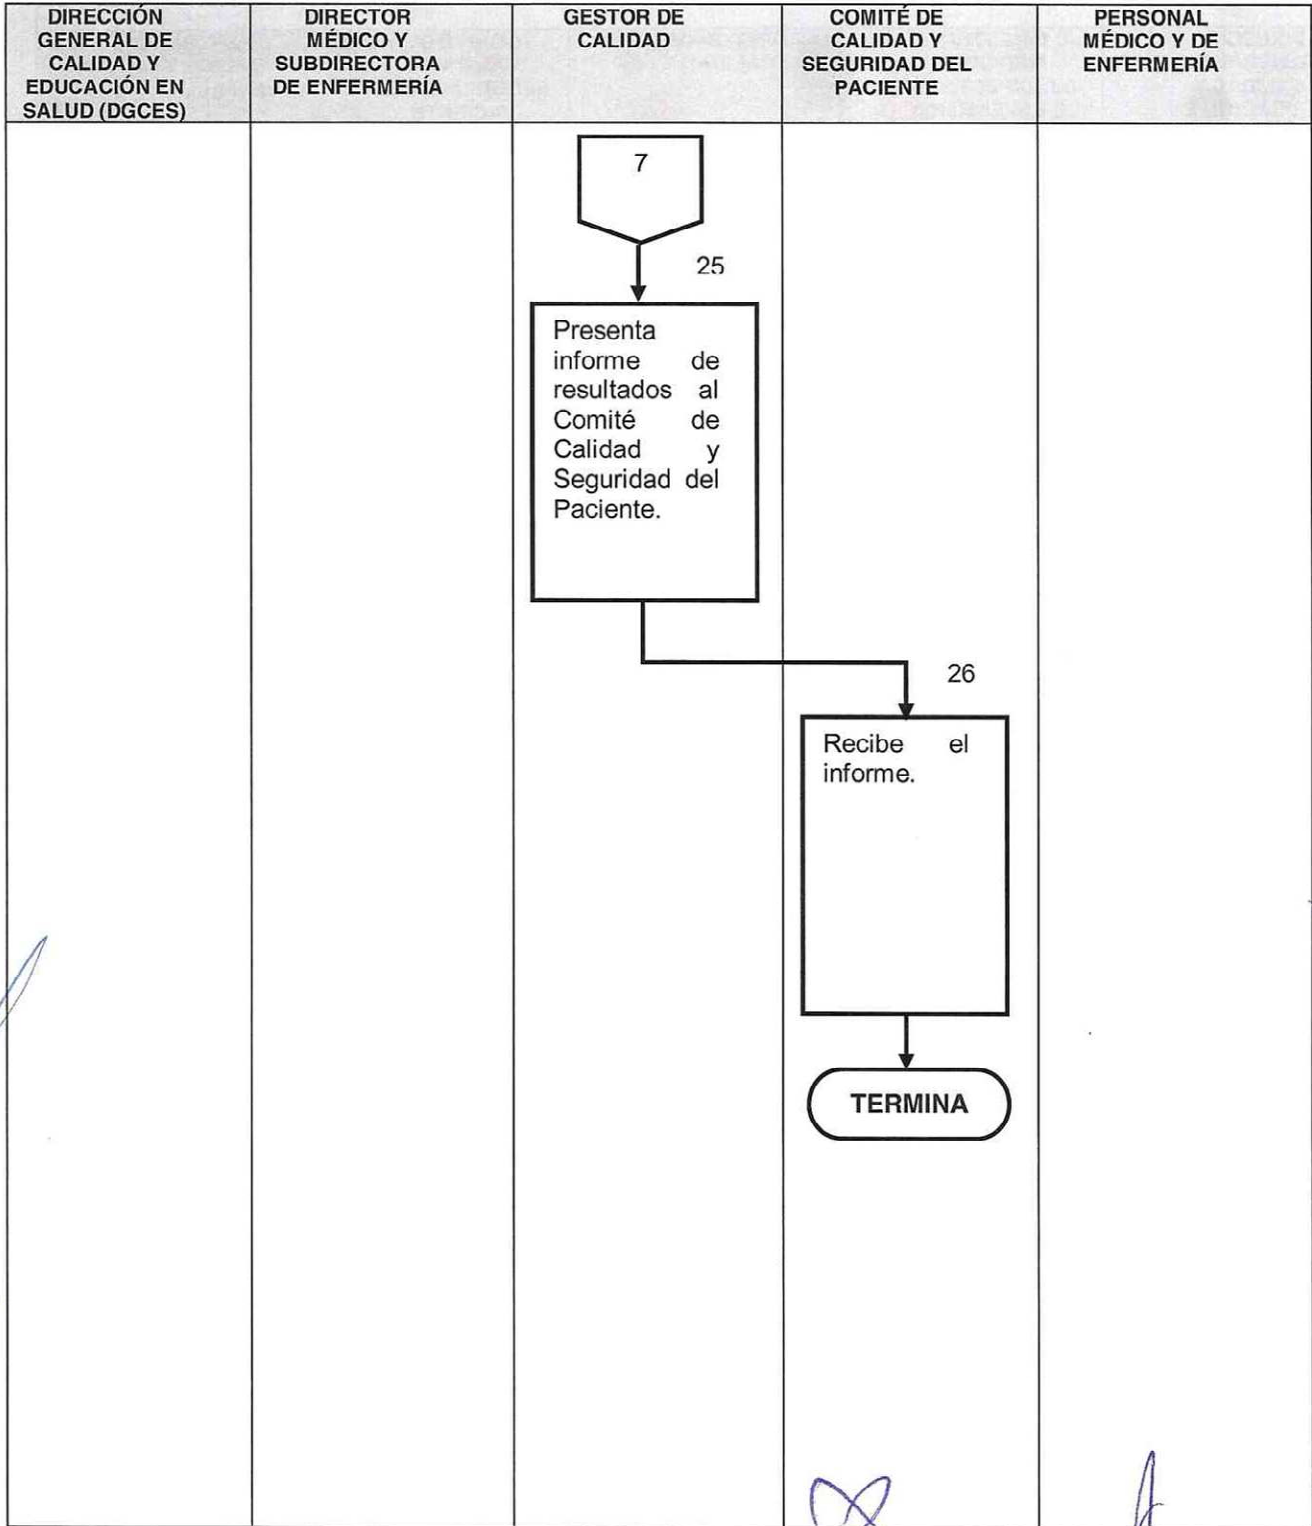 DIRECCIÓN
GENERAL DE
CALIDAD Y
EDUCACIÓN EN
SALUD (DGCES)
DIRECTOR
MÉDICO Y
SUBDIRECTORA
DE ENFERMERÍA
GESTOR DE
CALIDAD
COMITÉ DE
CALIDAD Y
SEGURIDAD DEL
PACIENTE
PERSONAL
MÉDICO Y DE
ENFERMERÍA
7
25
Presenta
informe de
resultados al
Comité de
Calidad y
Seguridad del
Paciente.
26
Recibe el
informe.
TERMINA